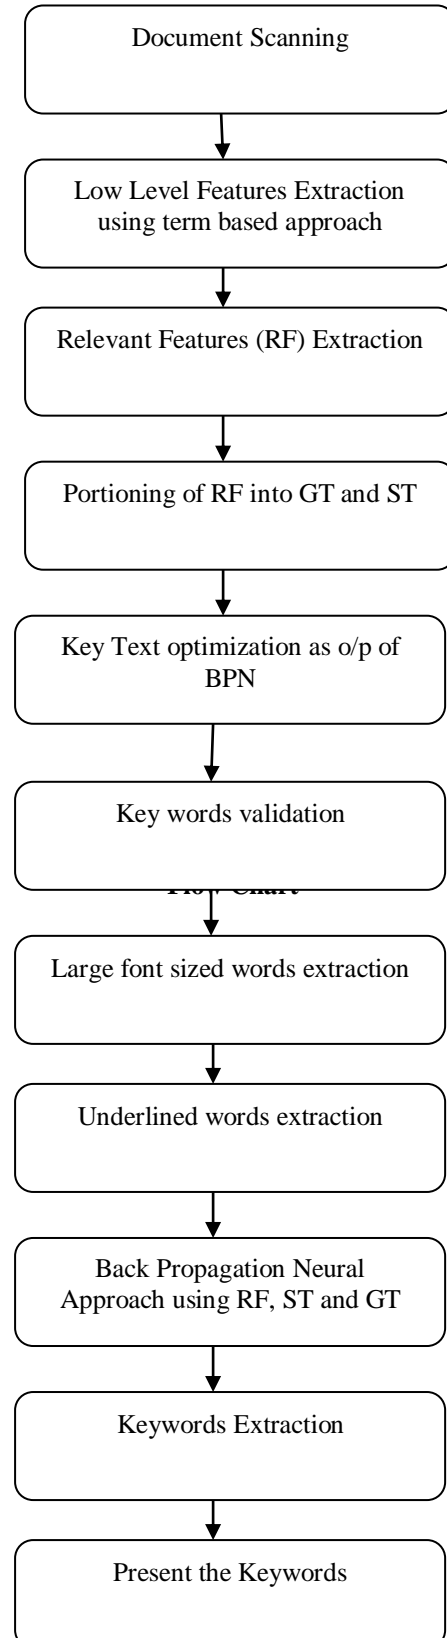 Document Scanning
Low Level Features Extraction
using term based approach
Relevant Features (RF) Extraction
Portioning of RF into GT and ST
Key Text optimization as o/p of
BPN
Key words validation
Flow Chart
Large font sized words extraction
Underlined words extraction
Back Propagation Neural
Approach using RF, ST and GT
Keywords Extraction
Present the Keywords